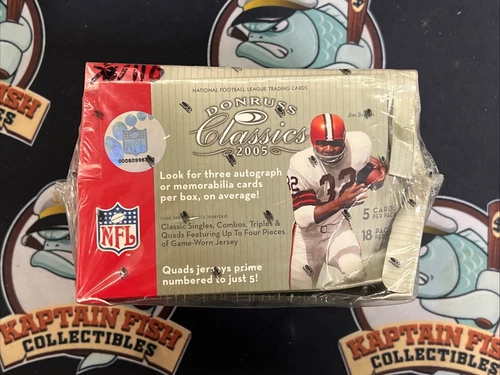 NATIONAL FOOTBALL LEAGUE TRADING CARDS
DONRUSS
Classics
2005
Look for three autograph
or memorabilia cards
per box, on average!
Classic Singles, Combos, Triples &
Quads Featuring Up To Four Pieces
of Game-Worn Jersey
Quads jerseys prime
numbered to just 5!
NFL
32
5 CARDS
PER PACK
18
KAPTAIN FISH
COLLECTIBLES
KAPTAIN FISH
COLLECTIBLES